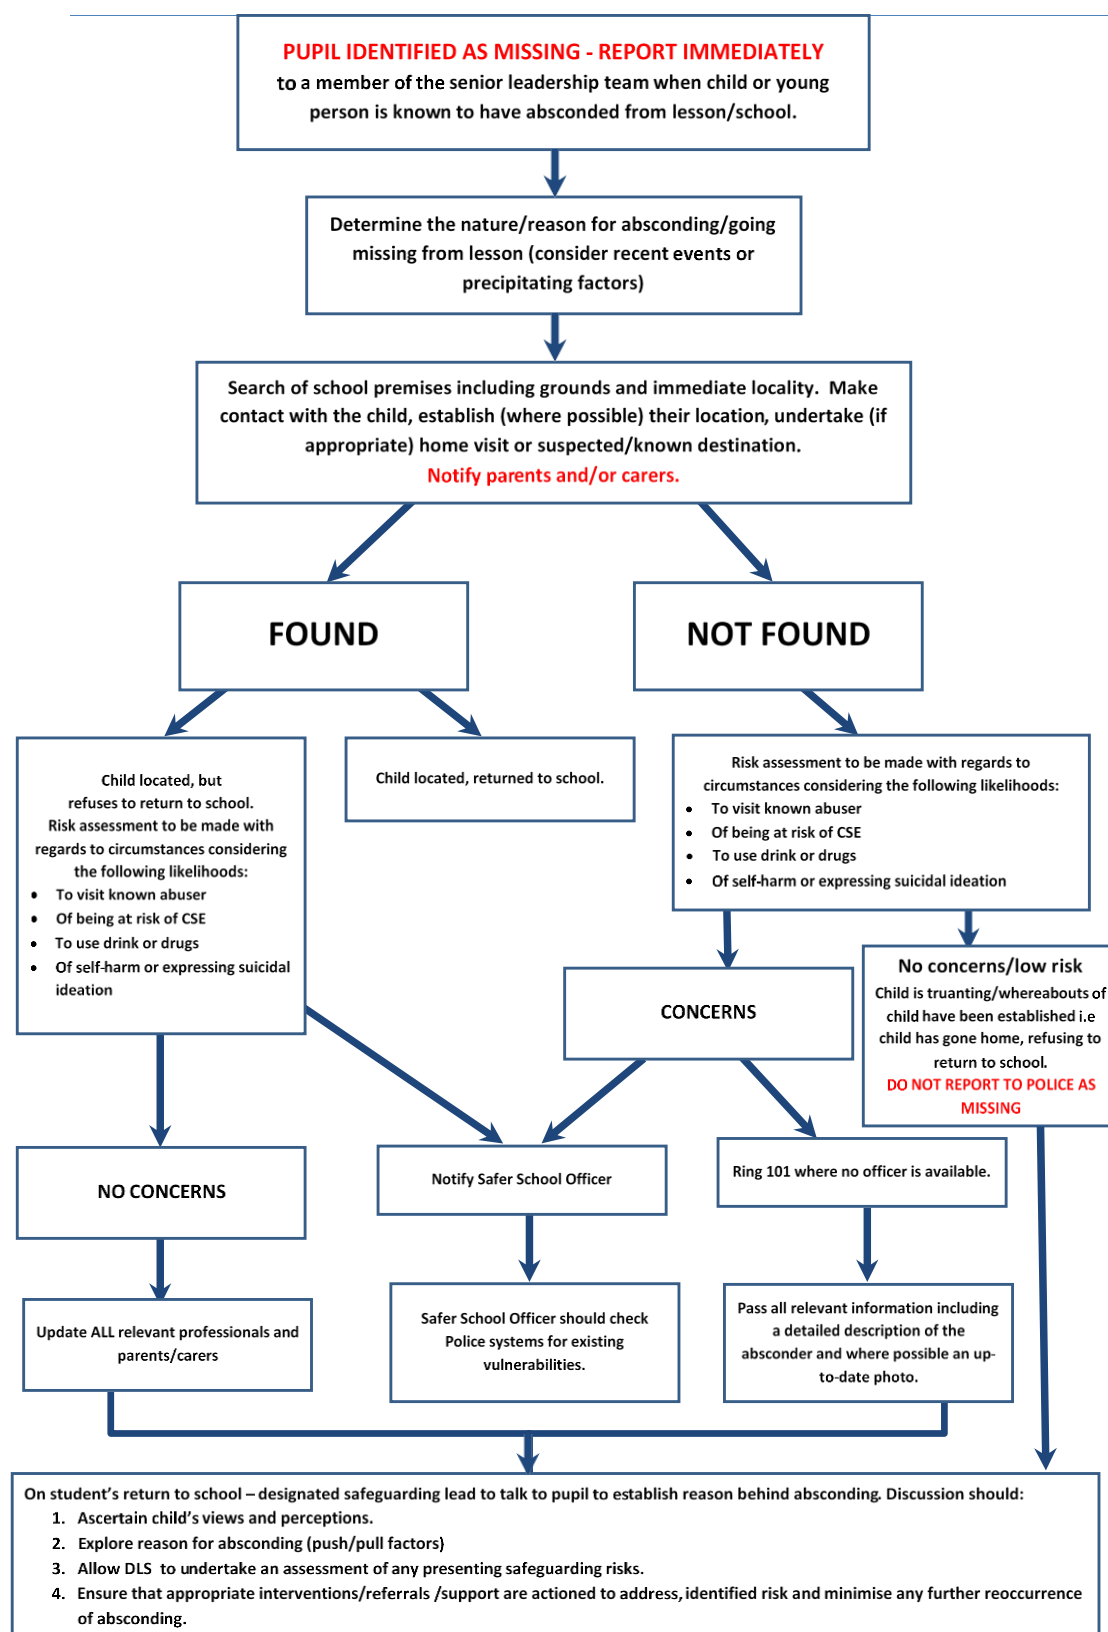 PUPIL IDENTIFIED AS MISSING - REPORT IMMEDIATELY
to a member of the senior leadership team when child or young
person is known to have absconded from lesson/school.
Determine the nature/reason for absconding/going
missing from lesson (consider recent events or
precipitating factors)
Search of school premises including grounds and immediate locality.  Make
contact with the child, establish (where possible) their location, undertake (if
appropriate) home visit or suspected/known destination.
Notify parents and/or carers.
FOUND
NOT FOUND
Child located, but
refuses to return to school.
Risk assessment to be made with
regards to circumstances considering
the following likelihoods:
• To visit known abuser
• Of being at risk of CSE
• To use drink or drugs
• Of self-harm or expressing suicidal
ideation
Child located, returned to school.
Risk assessment to be made with regards to
circumstances considering the following likelihoods:
• To visit known abuser
• Of being at risk of CSE
• To use drink or drugs
• Of self-harm or expressing suicidal ideation
CONCERNS
No concerns/low risk
Child is truanting/whereabouts of
child have been established i.e
child has gone home, refusing to
return to school.
DO NOT REPORT TO POLICE AS
MISSING
NO CONCERNS
Notify Safer School Officer
Ring 101 where no officer is available.
Update ALL relevant professionals and
parents/carers
Safer School Officer should check
Police systems for existing
vulnerabilities.
Pass all relevant information including
a detailed description of the
absconder and where possible an up-
to-date photo.
On student's return to school – designated safeguarding lead to talk to pupil to establish reason behind absconding. Discussion should:
1. Ascertain child's views and perceptions.
2. Explore reason for absconding (push/pull factors)
3. Allow DLS  to undertake an assessment of any presenting safeguarding risks.
4. Ensure that appropriate interventions/referrals /support are actioned to address, identified risk and minimise any further reoccurrence
of absconding.